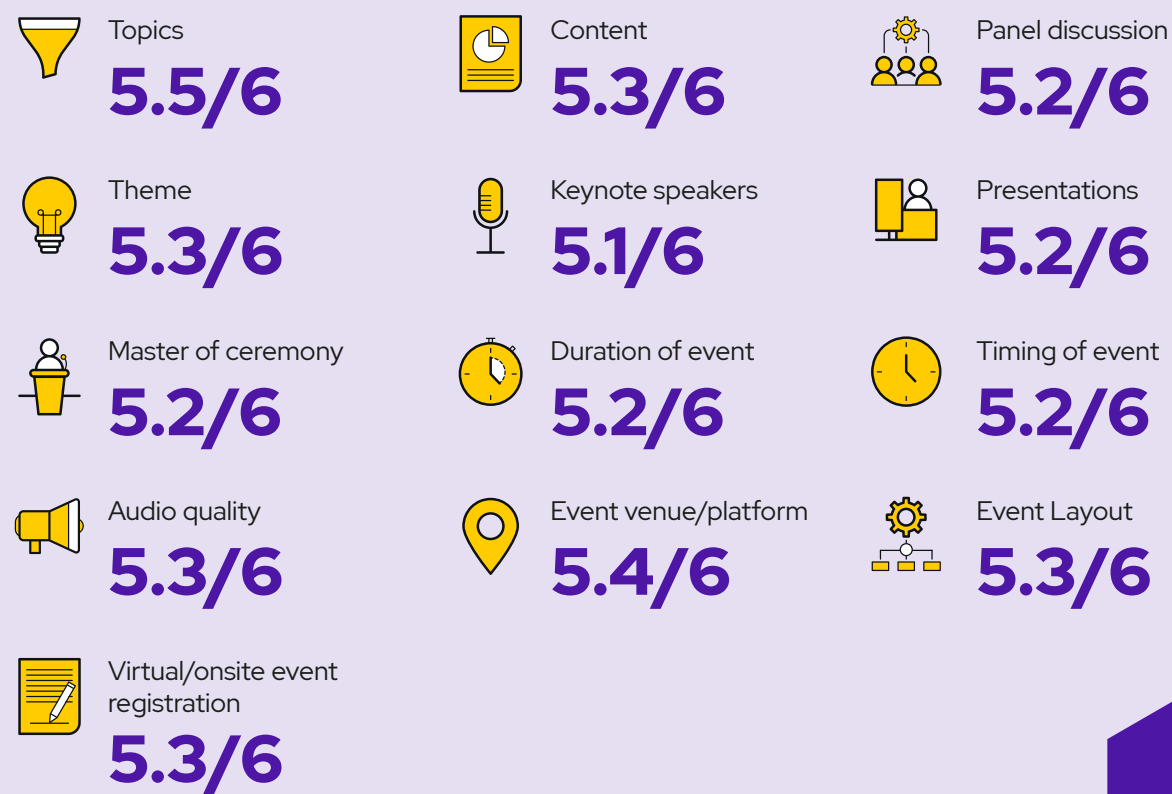 Topics
5.5/6
Content
5.3/6
Panel discussion
5.2/6
Theme
5.3/6
Keynote speakers
5.1/6
Presentations
5.2/6
Master of ceremony
5.2/6
Duration of event
5.2/6
Timing of event
5.2/6
Audio quality
5.3/6
Event venue/platform
5.4/6
Event Layout
5.3/6
Virtual/onsite event
registration
5.3/6